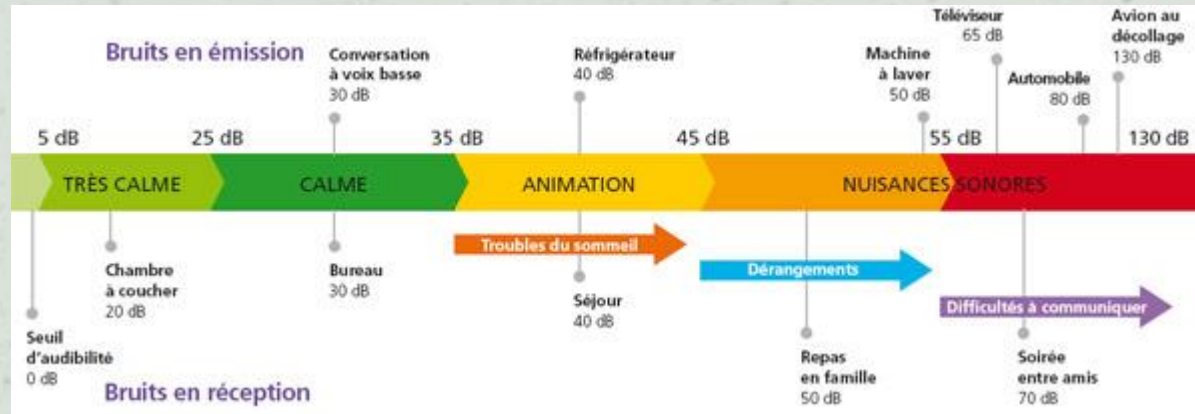 Bruits en émission
Conversation
à voix basse
30 dB
Réfrigérateur
40 dB
Machine
à laver
50 dB
Téléviseur
65 dB
Automobile
80 dB
Avion au
décollage
130 dB
5 dB
25 dB
35 dB
45 dB
55 dB
130 dB
TRÈS CALME
CALME
ANIMATION
NUISANCES SONORES
Troubles du sommeil
Dérangements
Difficultés à communiquer
Seuil
d'audibilité
0 dB
Chambre
à coucher
20 dB
Bureau
30 dB
Séjour
40 dB
Repas
en famille
50 dB
Soirée
entre amis
70 dB
Bruits en réception